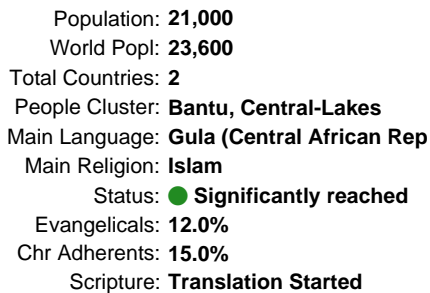 Population: 21,000
World Popl: 23,600
Total Countries: 2
People Cluster: Bantu, Central-Lakes
Main Language: Gula (Central African Rep
Main Religion: Islam
Status: Significantly reached
Evangelicals: 12.0%
Chr Adherents: 15.0%
Scripture: Translation Started